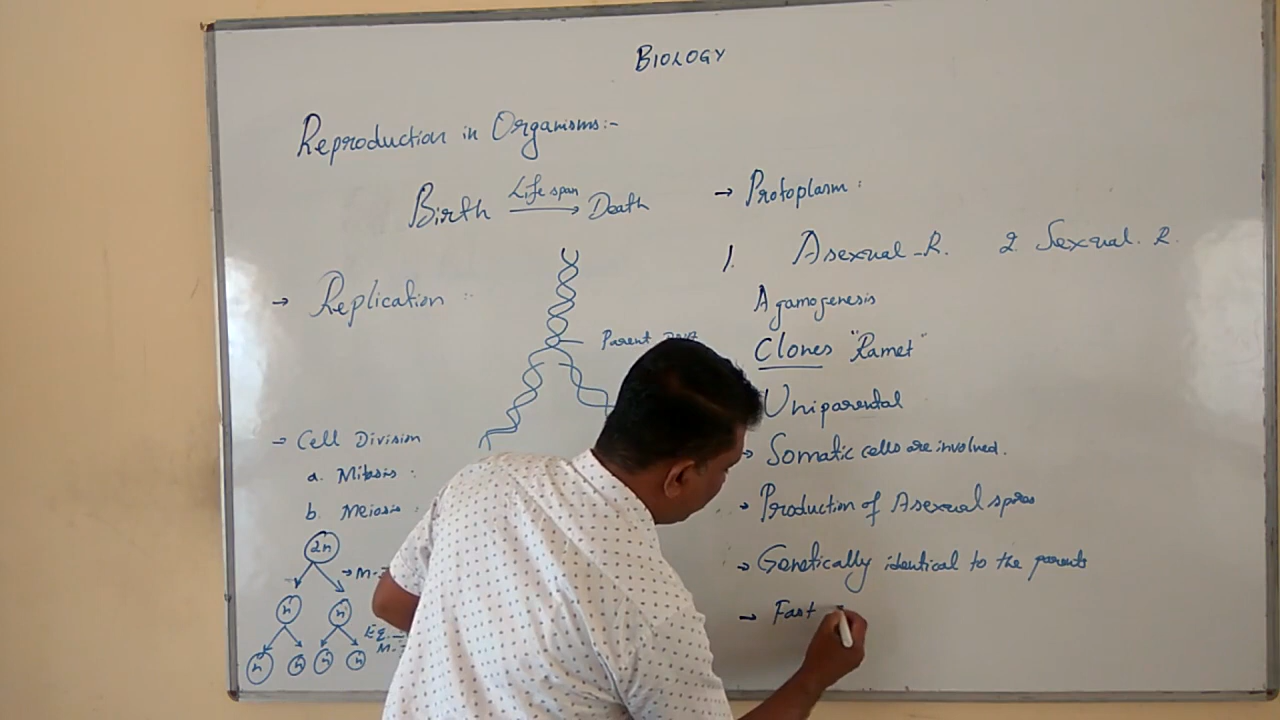 BIOLOGY
Reproduction in Organisms:-
Birth Life span → Death
→ Replication :-
Parent
→ Cell Division
a. Mitosis :
b. Meiosis :
2n
→ M.
n n
Eq.
M.
n n n n
→ Protoplasm :
1. Asexual-R. 2. Sexual. R.
Agamogenesis
Clones "Ramet"
Uniparental
→ Somatic cells are involved.
→ Production of Asexual spores
→ Genetically identical to the parents
→ Fast